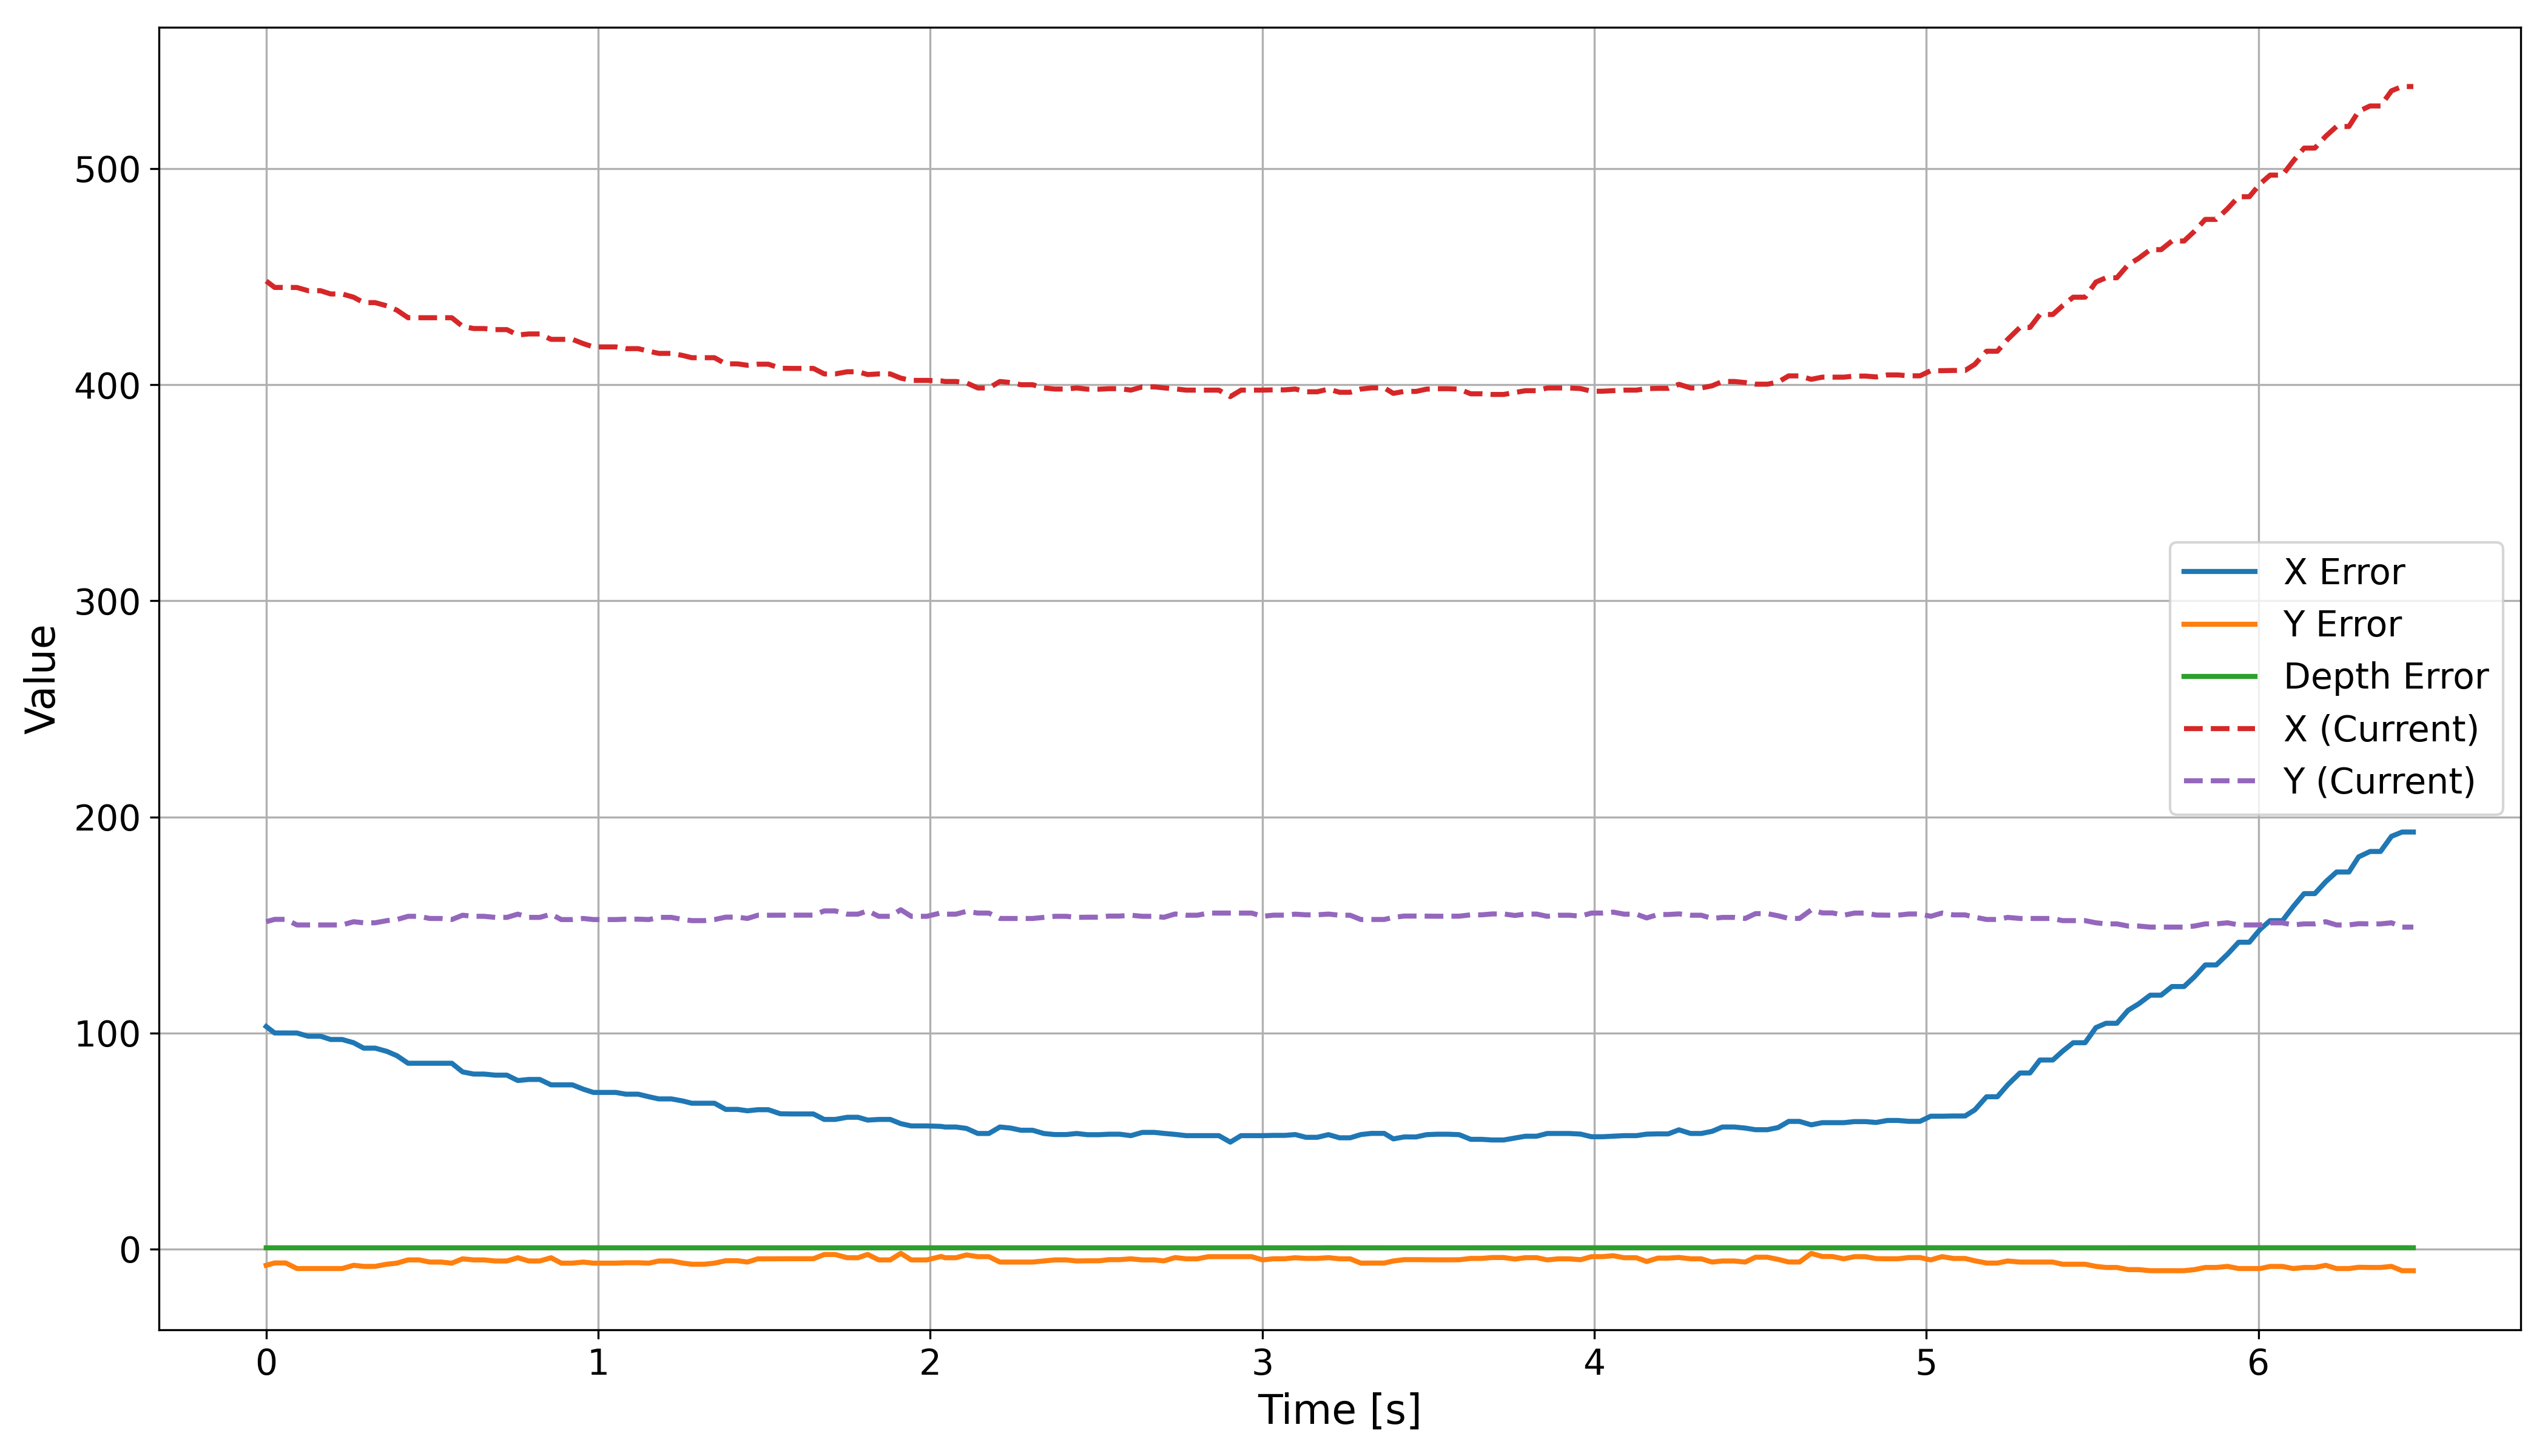 500
400
300
200
100
0
Value
0 1 2 3 4 5 6
Time [s]
X Error
Y Error
Depth Error
X (Current)
Y (Current)